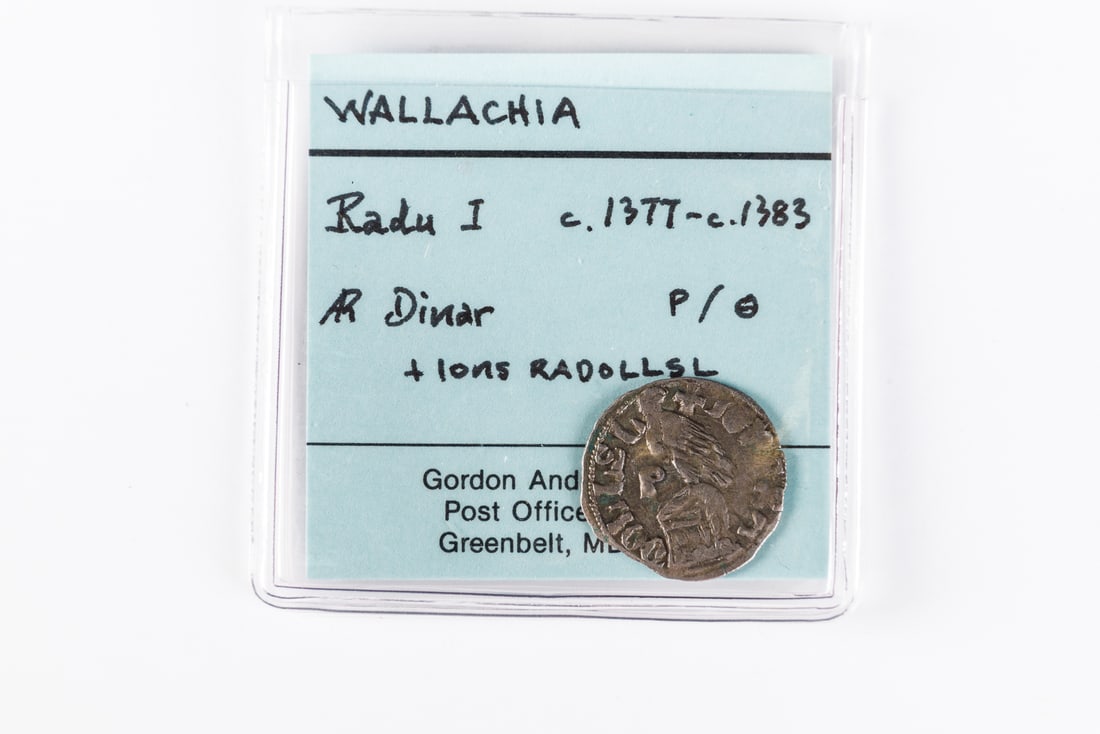 WALLACHIA
Radu I c. 1377-c. 1383
AR Dinar P / Θ
+ IONS RADOLLSL
Gordon And
Post Office
Greenbelt, MD